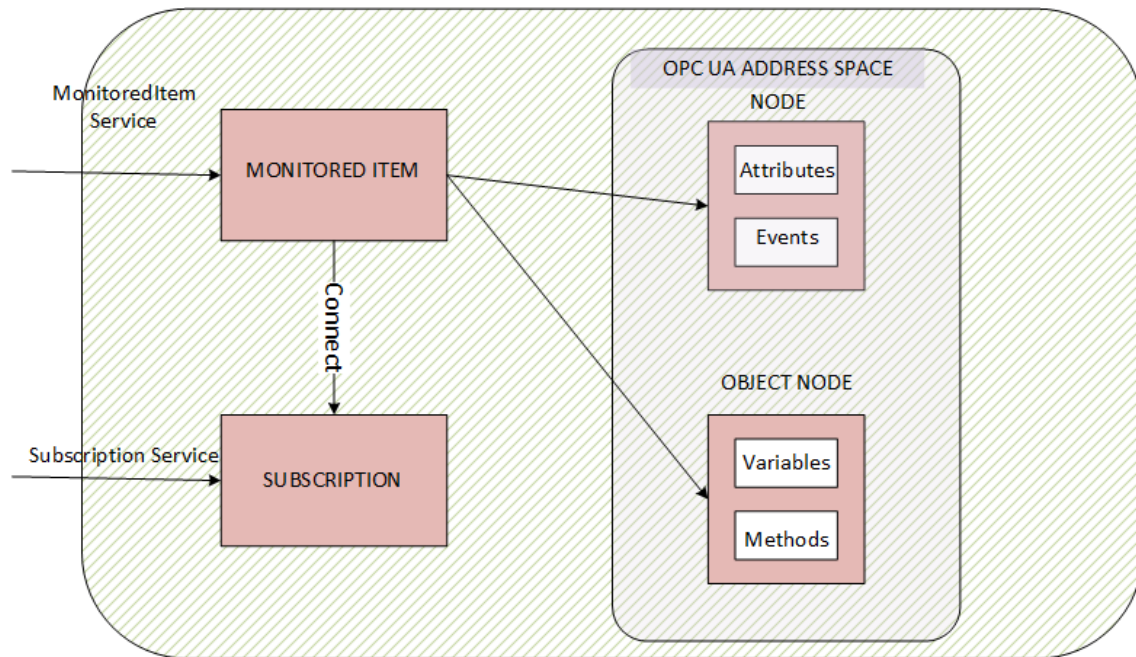 OPC UA ADDRESS SPACE
MonitoredItem
Service
NODE
MONITORED ITEM
Attributes
Events
Connect
OBJECT NODE
Subscription Service
SUBSCRIPTION
Variables
Methods